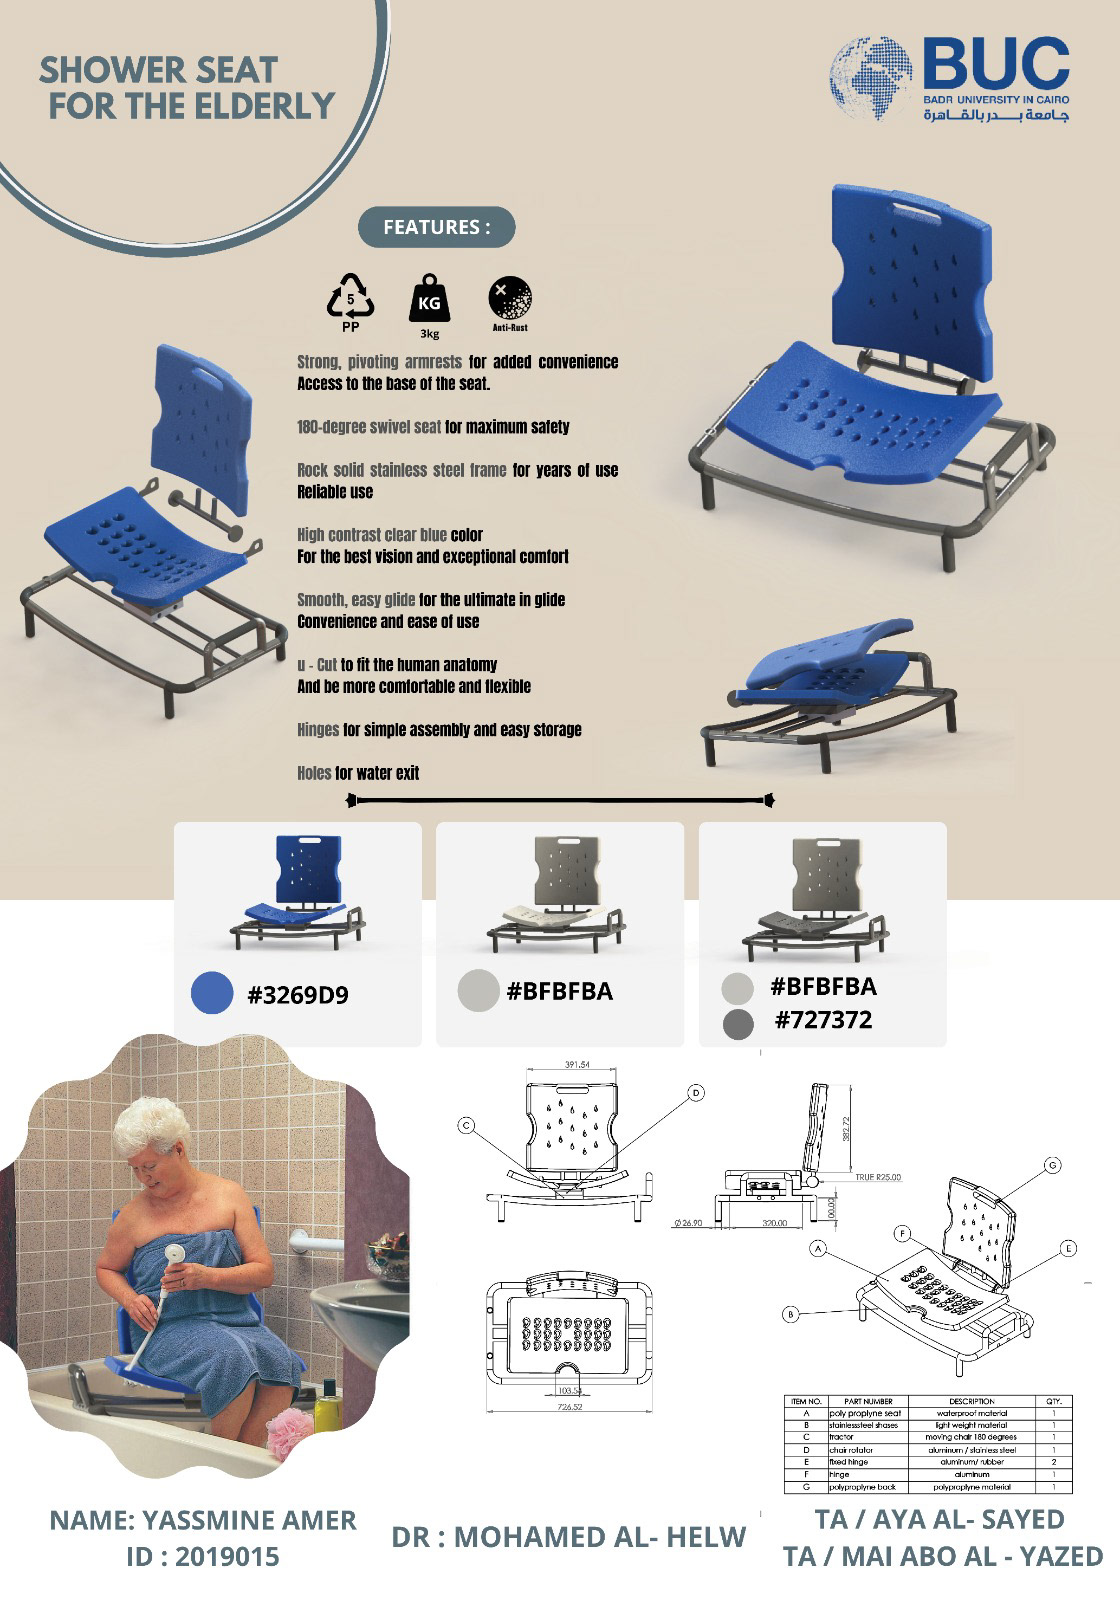 SHOWER SEAT
FOR THE ELDERLY
BUC
BADR UNIVERSITY IN CAIRO
جامعة بدر بالقاهرة
FEATURES :
5
PP
KG
3kg
Anti-Rust
Strong, pivoting armrests for added convenience
Access to the base of the seat.
180-degree swivel seat for maximum safety
Rock solid stainless steel frame for years of use
Reliable use
High contrast clear blue color
For the best vision and exceptional comfort
Smooth, easy glide for the ultimate in glide
Convenience and ease of use
u - Cut to fit the human anatomy
And be more comfortable and flexible
Hinges for simple assembly and easy storage
Holes for water exit
#3269D9
#BFBFBA
#BFBFBA
#727372
391.54
C
D
382.72
TRUE R25.00
Ø 26.90
320.00
103.54
726.52
G
F
A
E
B
ITEM NO. PART NUMBER DESCRIPTION QTY.
A poly proplyne seat waterproof material 1
B stainlessteel shases light weight material 1
C tractor moving chair 180 degrees 1
D chair rotator aluminum / stainless steel 1
E fixed hinge aluminum/ rubber 2
F hinge aluminum 1
G polyproplyne back polyproplyne material 1
NAME: YASSMINE AMER
ID : 2019015
DR : MOHAMED AL- HELW
TA / AYA AL- SAYED
TA / MAI ABO AL - YAZED